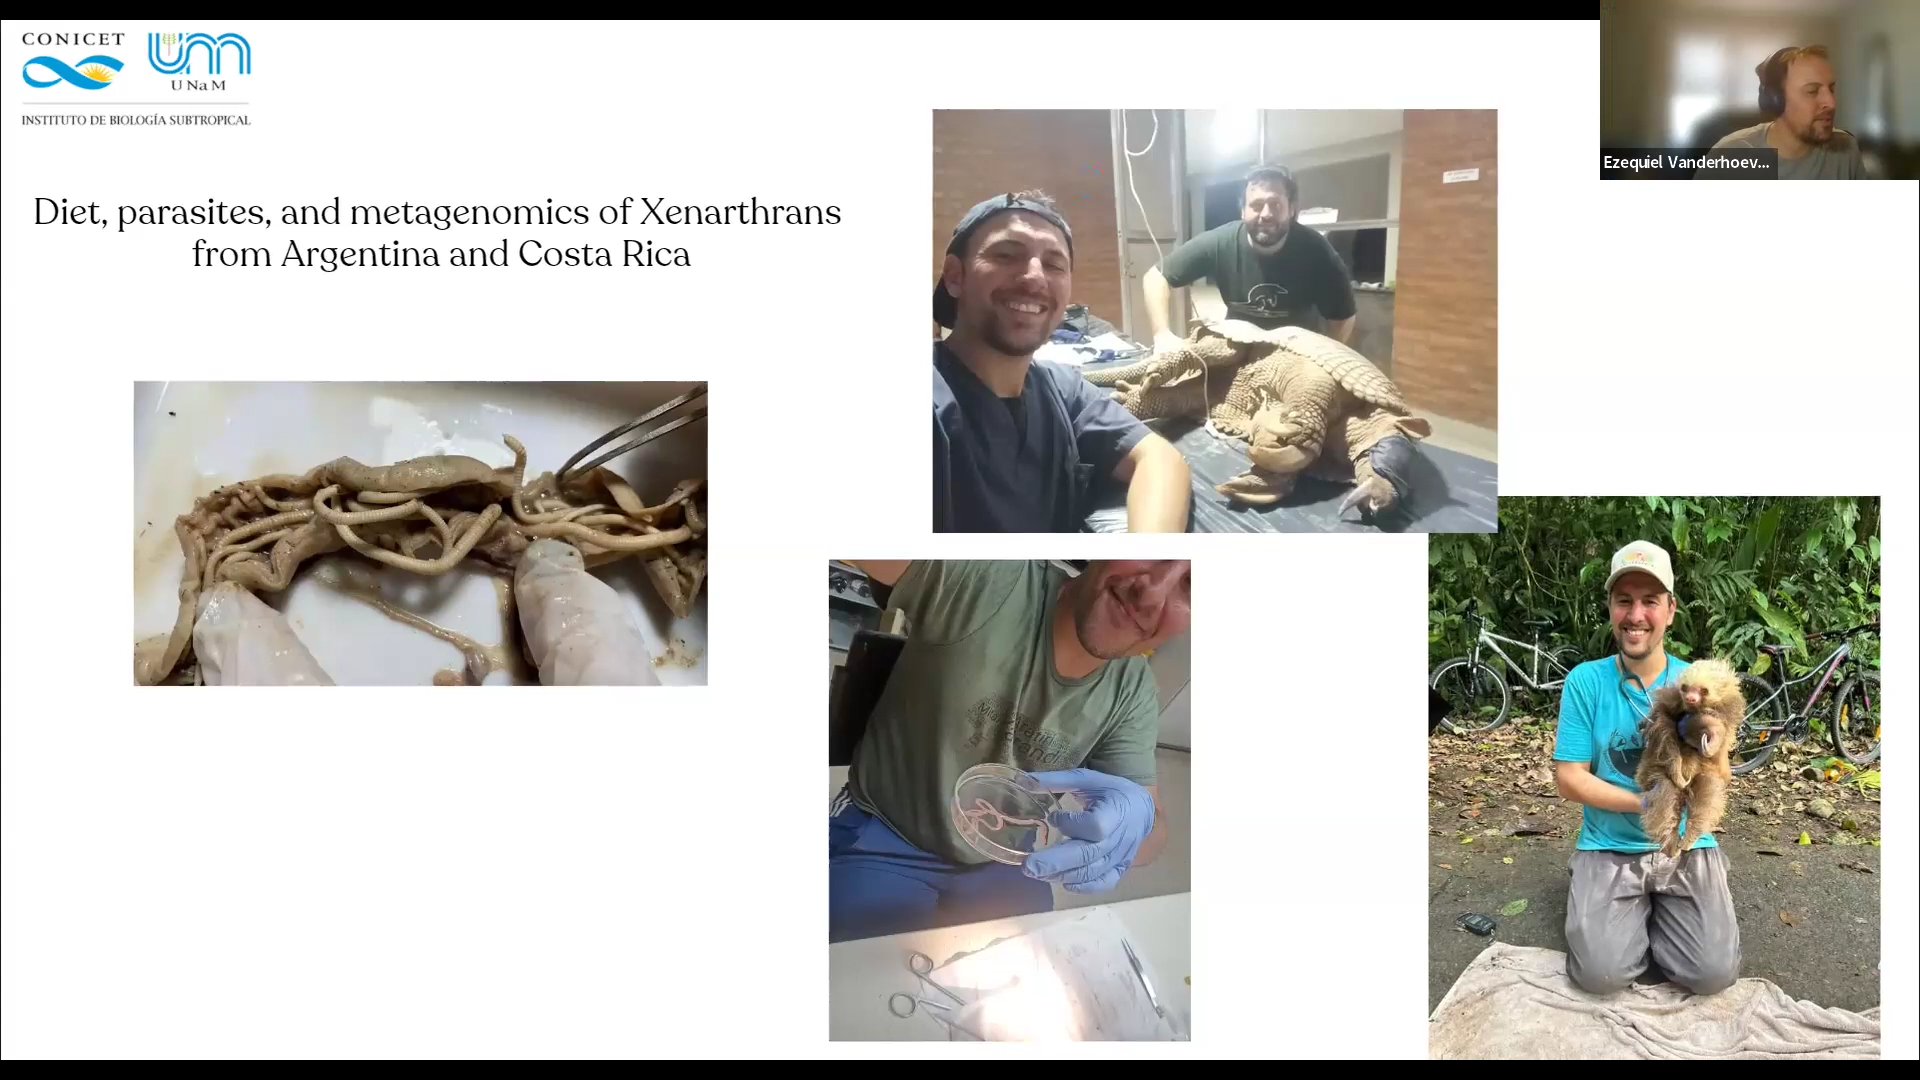 CONICET
UNaM
INSTITUTO DE BIOLOGÍA SUBTROPICAL
Ezequiel Vanderhoev...
Diet, parasites, and metagenomics of Xenarthrans
from Argentina and Costa Rica